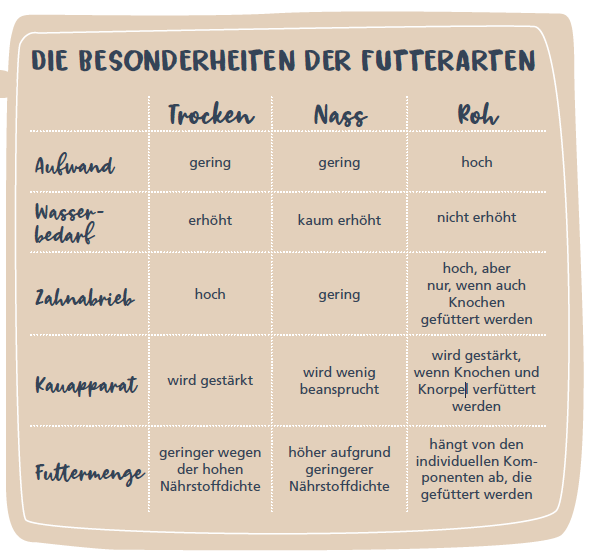 DIE BESONDERHEITEN DER FUTTERARTEN
Trocken Nass Roh
Aufwand gering gering hoch
Wasser-
bedarf erhöht kaum erhöht nicht erhöht
Zahnabrieb hoch gering hoch, aber
nur, wenn auch
Knochen
gefüttert werden
Kauapparat wird gestärkt wird wenig
beansprucht wird gestärkt,
wenn Knochen und
Knorpel verfüttert
werden
Futtermenge geringer wegen
der hohen
Nährstoffdichte höher aufgrund
geringerer
Nährstoffdichte hängt von den
individuellen Kom-
ponenten ab, die
gefüttert werden